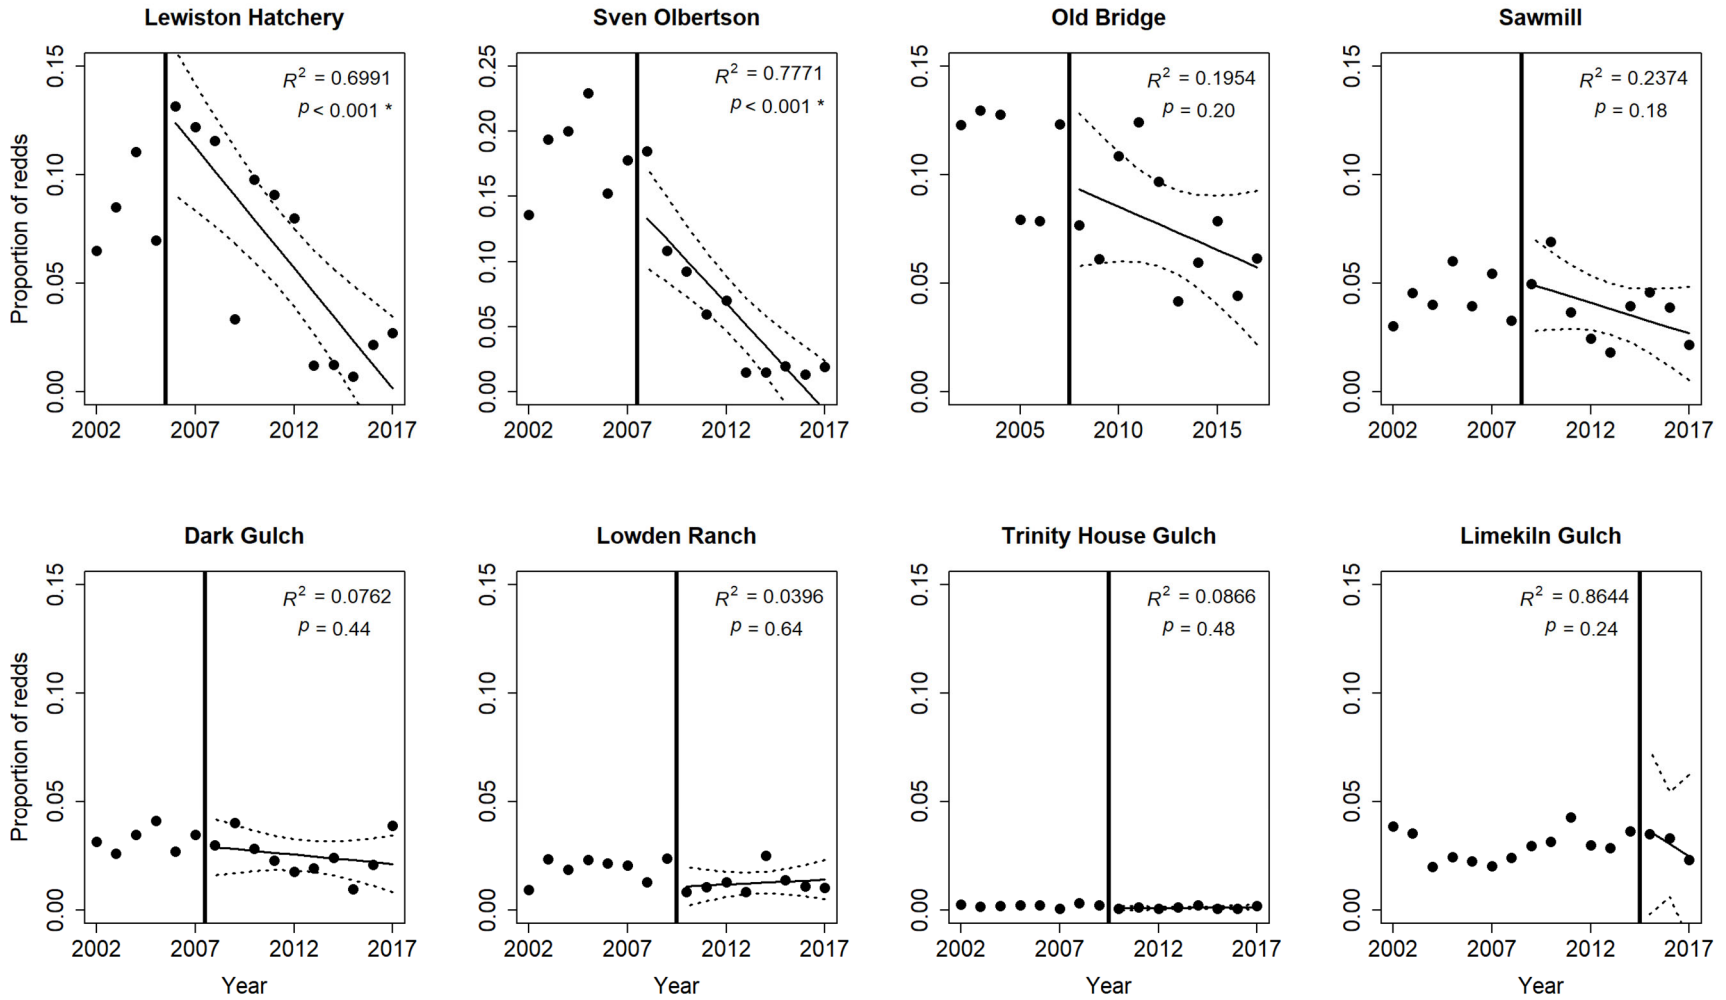 Lewiston Hatchery
Sven Olbertson
Old Bridge
Sawmill
Proportion of redds
0.15
0.10
0.05
0.00
R² = 0.6991
p < 0.001 *
2002 2007 2012 2017
0.25
0.20
0.15
0.10
0.05
0.00
R² = 0.7771
p < 0.001 *
2002 2007 2012 2017
0.15
0.10
0.05
0.00
R² = 0.1954
p = 0.20
2005 2010 2015
0.15
0.10
0.05
0.00
R² = 0.2374
p = 0.18
2002 2007 2012 2017
Dark Gulch
Lowden Ranch
Trinity House Gulch
Limekiln Gulch
Proportion of redds
0.15
0.10
0.05
0.00
R² = 0.0762
p = 0.44
2002 2007 2012 2017
Year
0.15
0.10
0.05
0.00
R² = 0.0396
p = 0.64
2002 2007 2012 2017
Year
0.15
0.10
0.05
0.00
R² = 0.0866
p = 0.48
2002 2007 2012 2017
Year
0.15
0.10
0.05
0.00
R² = 0.8644
p = 0.24
2002 2007 2012 2017
Year